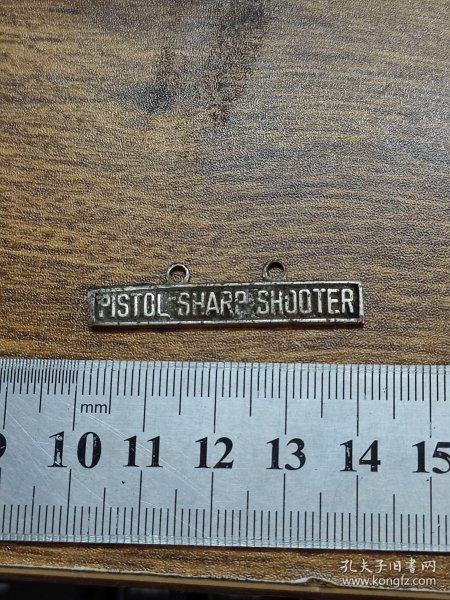 PISTOL SHARP SHOOTER
mm
9 10 11 12 13 14 15
孔夫子旧书网
www.kongfz.com